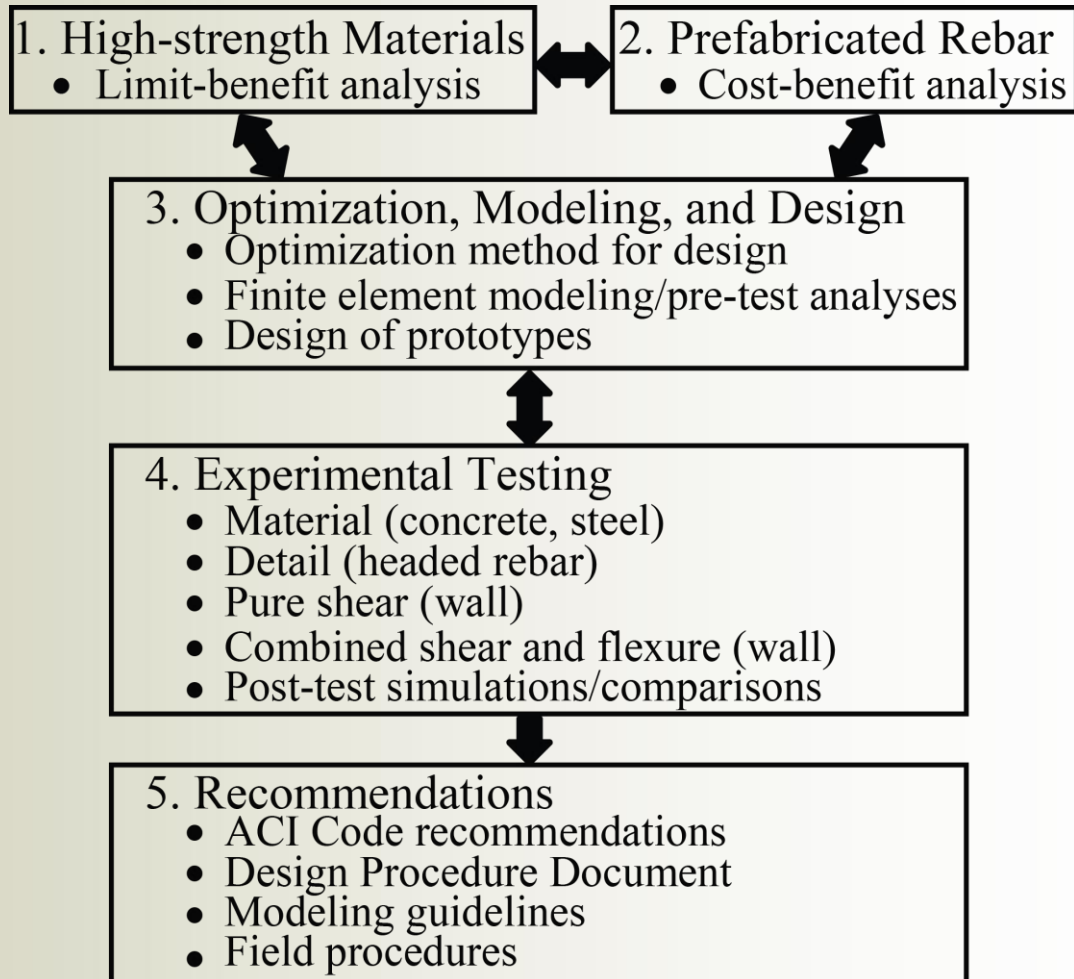 1. High-strength Materials
• Limit-benefit analysis
2. Prefabricated Rebar
• Cost-benefit analysis
3. Optimization, Modeling, and Design
• Optimization method for design
• Finite element modeling/pre-test analyses
• Design of prototypes
4. Experimental Testing
• Material (concrete, steel)
• Detail (headed rebar)
• Pure shear (wall)
• Combined shear and flexure (wall)
• Post-test simulations/comparisons
5. Recommendations
• ACI Code recommendations
• Design Procedure Document
• Modeling guidelines
• Field procedures